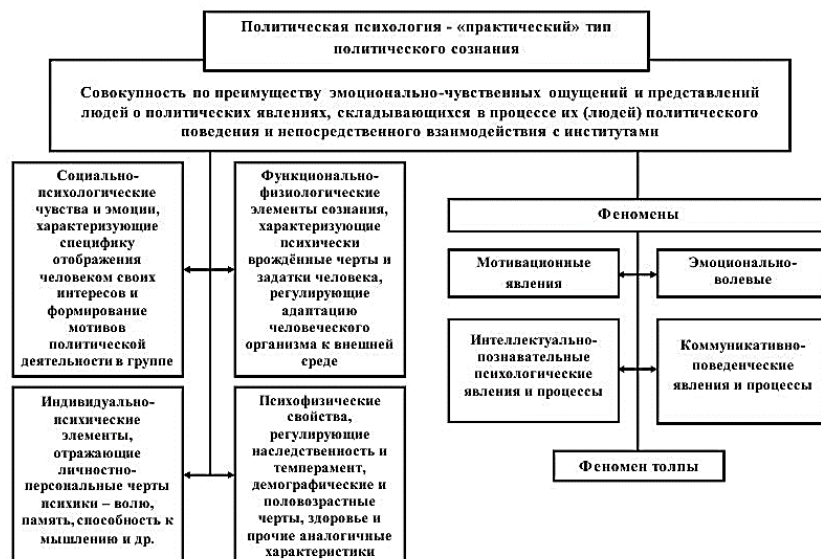 Политическая психология - «практический» тип
политического сознания
Совокупность по преимуществу эмоционально-чувственных ощущений и представлений
людей о политических явлениях, складывающихся в процессе их (людей) политического
поведения и непосредственного взаимодействия с институтами
Социально-
психологические
чувства и эмоции,
характеризующие
специфику
отображения
человеком своих
интересов и
формирование
мотивов
политической
деятельности в группе
Функционально-
физиологические
элементы сознания,
характеризующие
психически
врождённые черты и
задатки человека,
регулирующие
адаптацию
человеческого
организма к внешней
среде
Индивидуально-
психические
элементы,
отражающие
личностно-
персональные черты
психики – волю,
память, способность к
мышлению и др.
Психофизические
свойства,
регулирующие
наследственность и
темперамент,
демографические и
половозрастные
черты, здоровье и
прочие аналогичные
характеристики
Феномены
Мотивационные
явления
Эмоционально-
волевые
Интеллектуально-
познавательные
психологические
явления и процессы
Коммуникативно-
поведенческие
явления и процессы
Феномен толпы